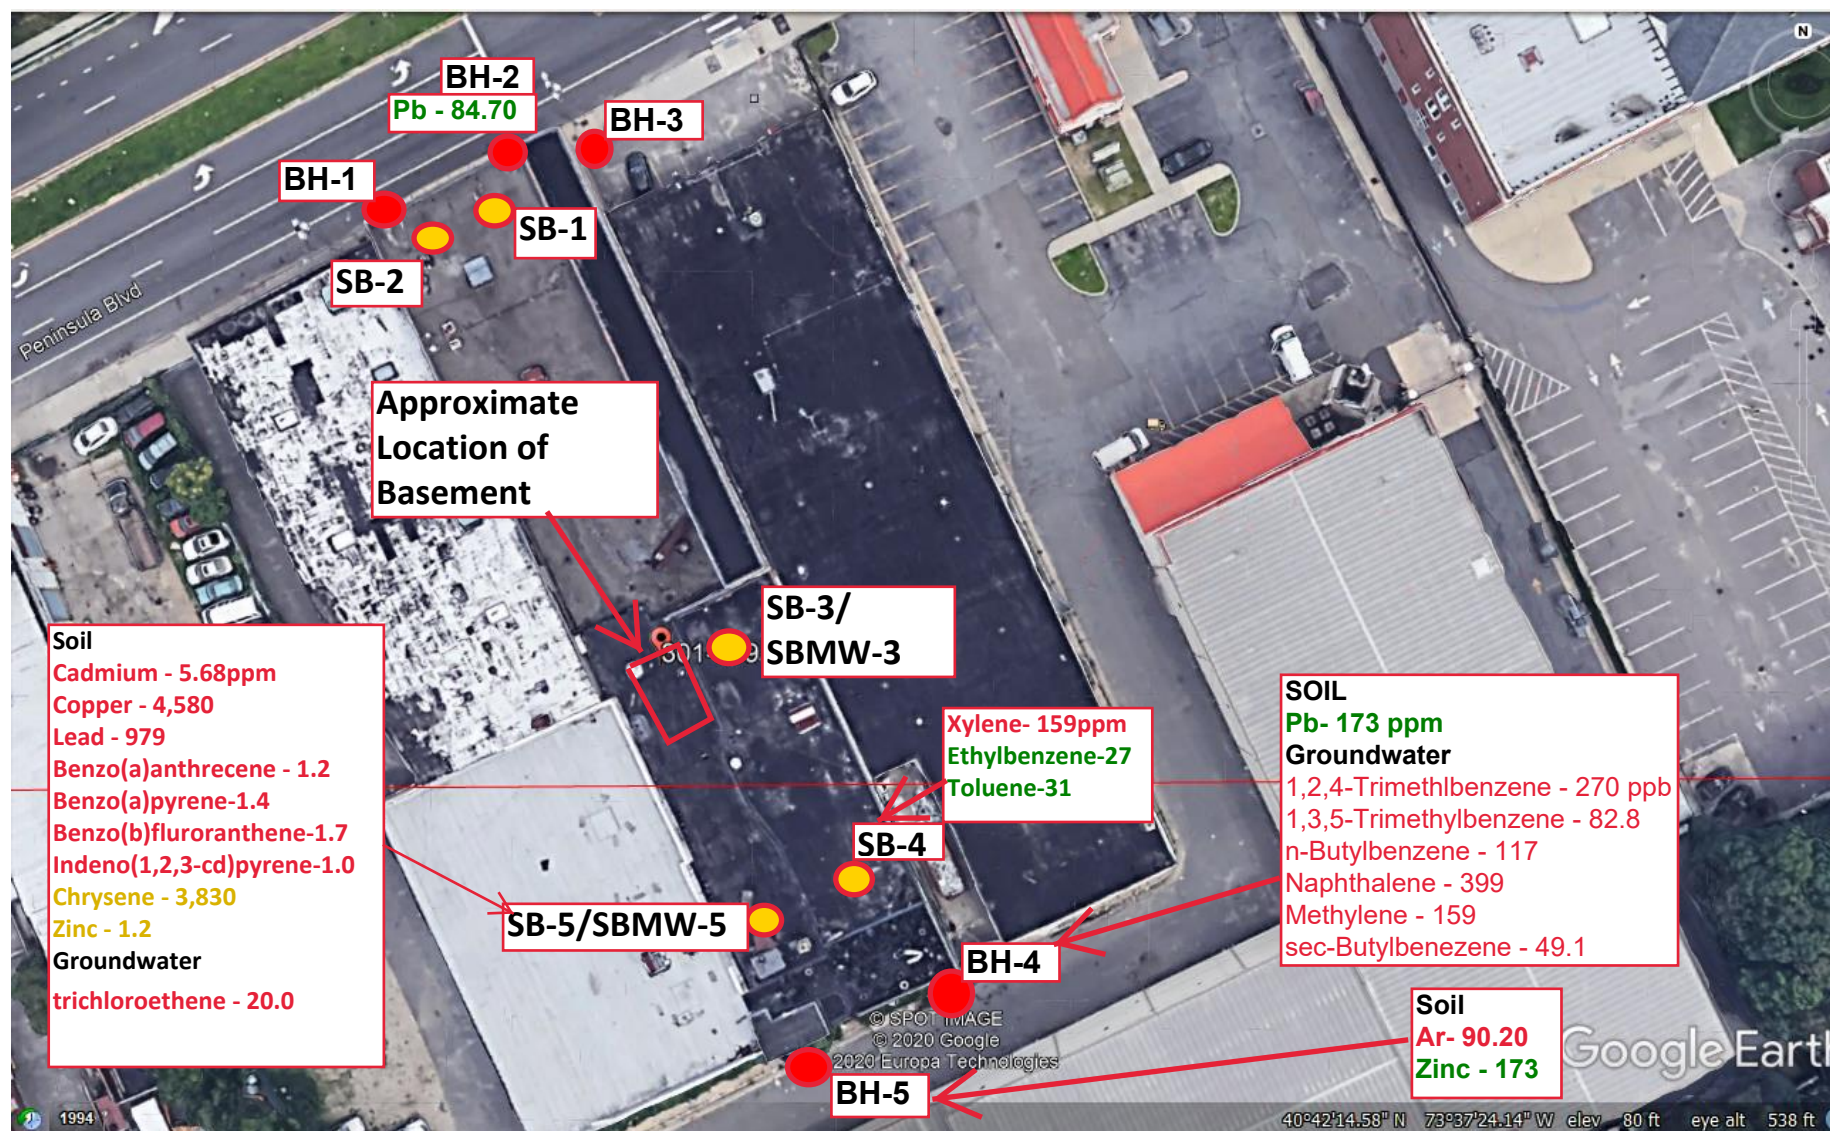 N
BH-2
Pb - 84.70
BH-3
BH-1
SB-1
SB-2
Peninsula Blvd
Approximate
Location of
Basement
SB-3/
SBMW-3
Soil
Cadmium - 5.68ppm
Copper - 4,580
Lead - 979
Benzo(a)anthrecene - 1.2
Benzo(a)pyrene-1.4
Benzo(b)fluroranthene-1.7
Indeno(1,2,3-cd)pyrene-1.0
Chrysene - 3,830
Zinc - 1.2
Groundwater
trichloroethene - 20.0
Xylene- 159ppm
Ethylbenzene-27
Toluene-31
SB-4
SB-5/SBMW-5
SOIL
Pb- 173 ppm
Groundwater
1,2,4-Trimethlbenzene - 270 ppb
1,3,5-Trimethylbenzene - 82.8
n-Butylbenzene - 117
Naphthalene - 399
Methylene - 159
sec-Butylbenezene - 49.1
BH-4
Soil
Ar- 90.20
Zinc - 173
BH-5
© SPOT IMAGE
© 2020 Google
2020 Europa Technologies
Google Earth
1994
40°42'14.58" N 73°37'24.14" W elev 80 ft eye alt 538 ft